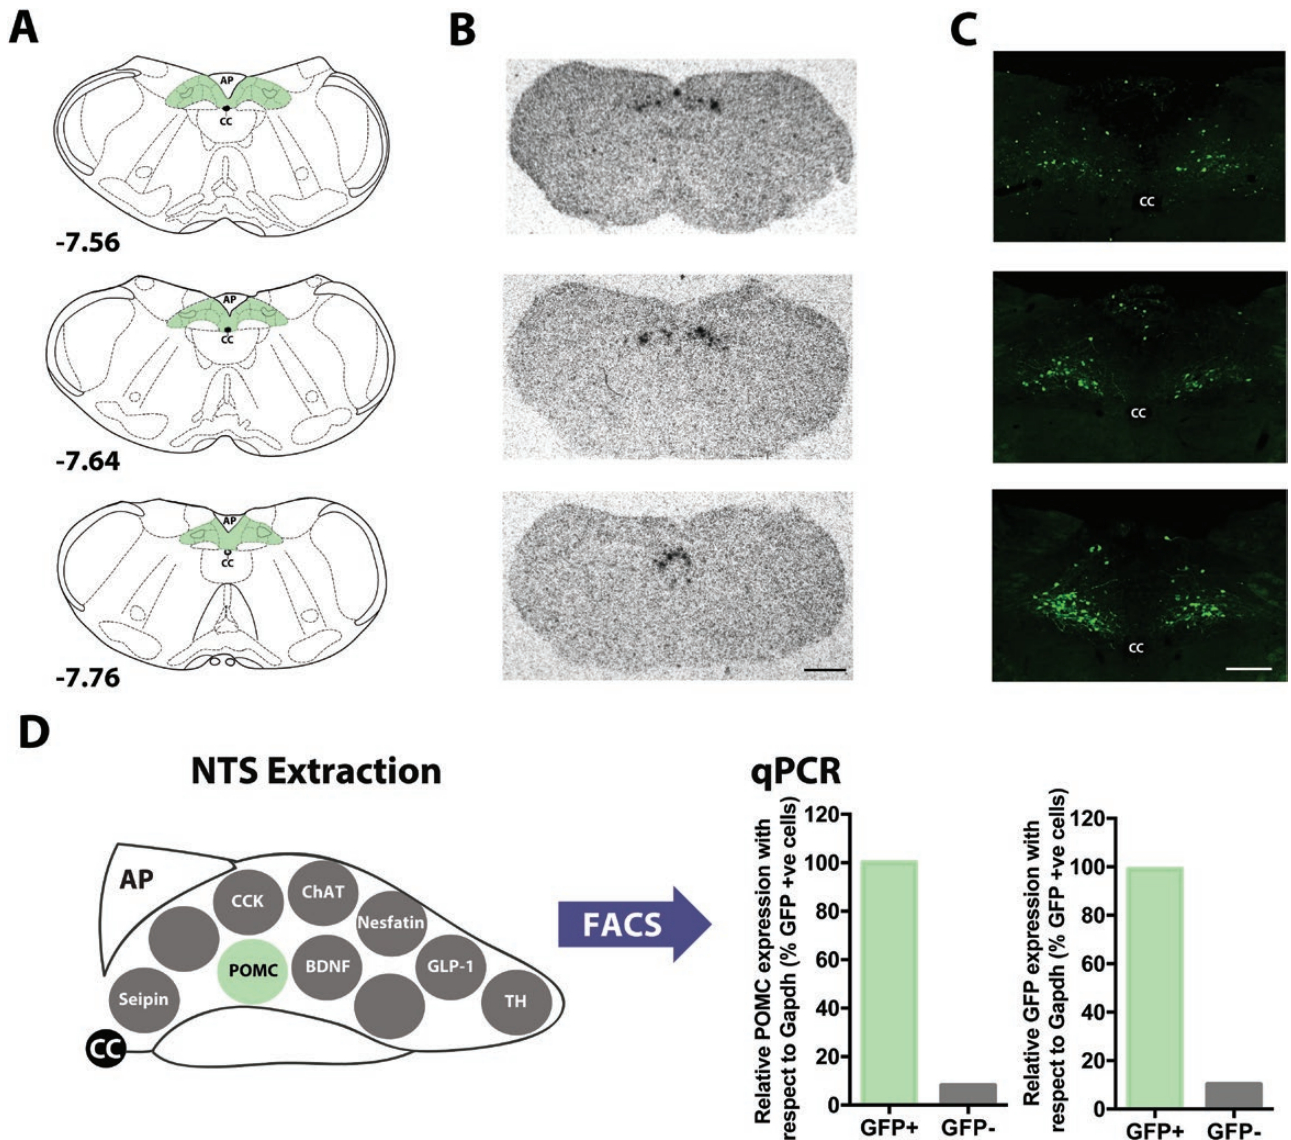 A
B
C
AP
CC
-7.56
AP
CC
-7.64
AP
CC
-7.76
CC
CC
CC
D
NTS Extraction
AP
CCK
ChAT
Nesfatin
POMC
BDNF
GLP-1
Seipin
TH
CC
FACS
qPCR
Relative POMC expression with
respect to Gapdh (% GFP +ve cells)
120
100
80
60
40
20
0
GFP+ GFP-
Relative GFP expression with
respect to Gapdh (% GFP +ve cells)
120
100
80
60
40
20
0
GFP+ GFP-